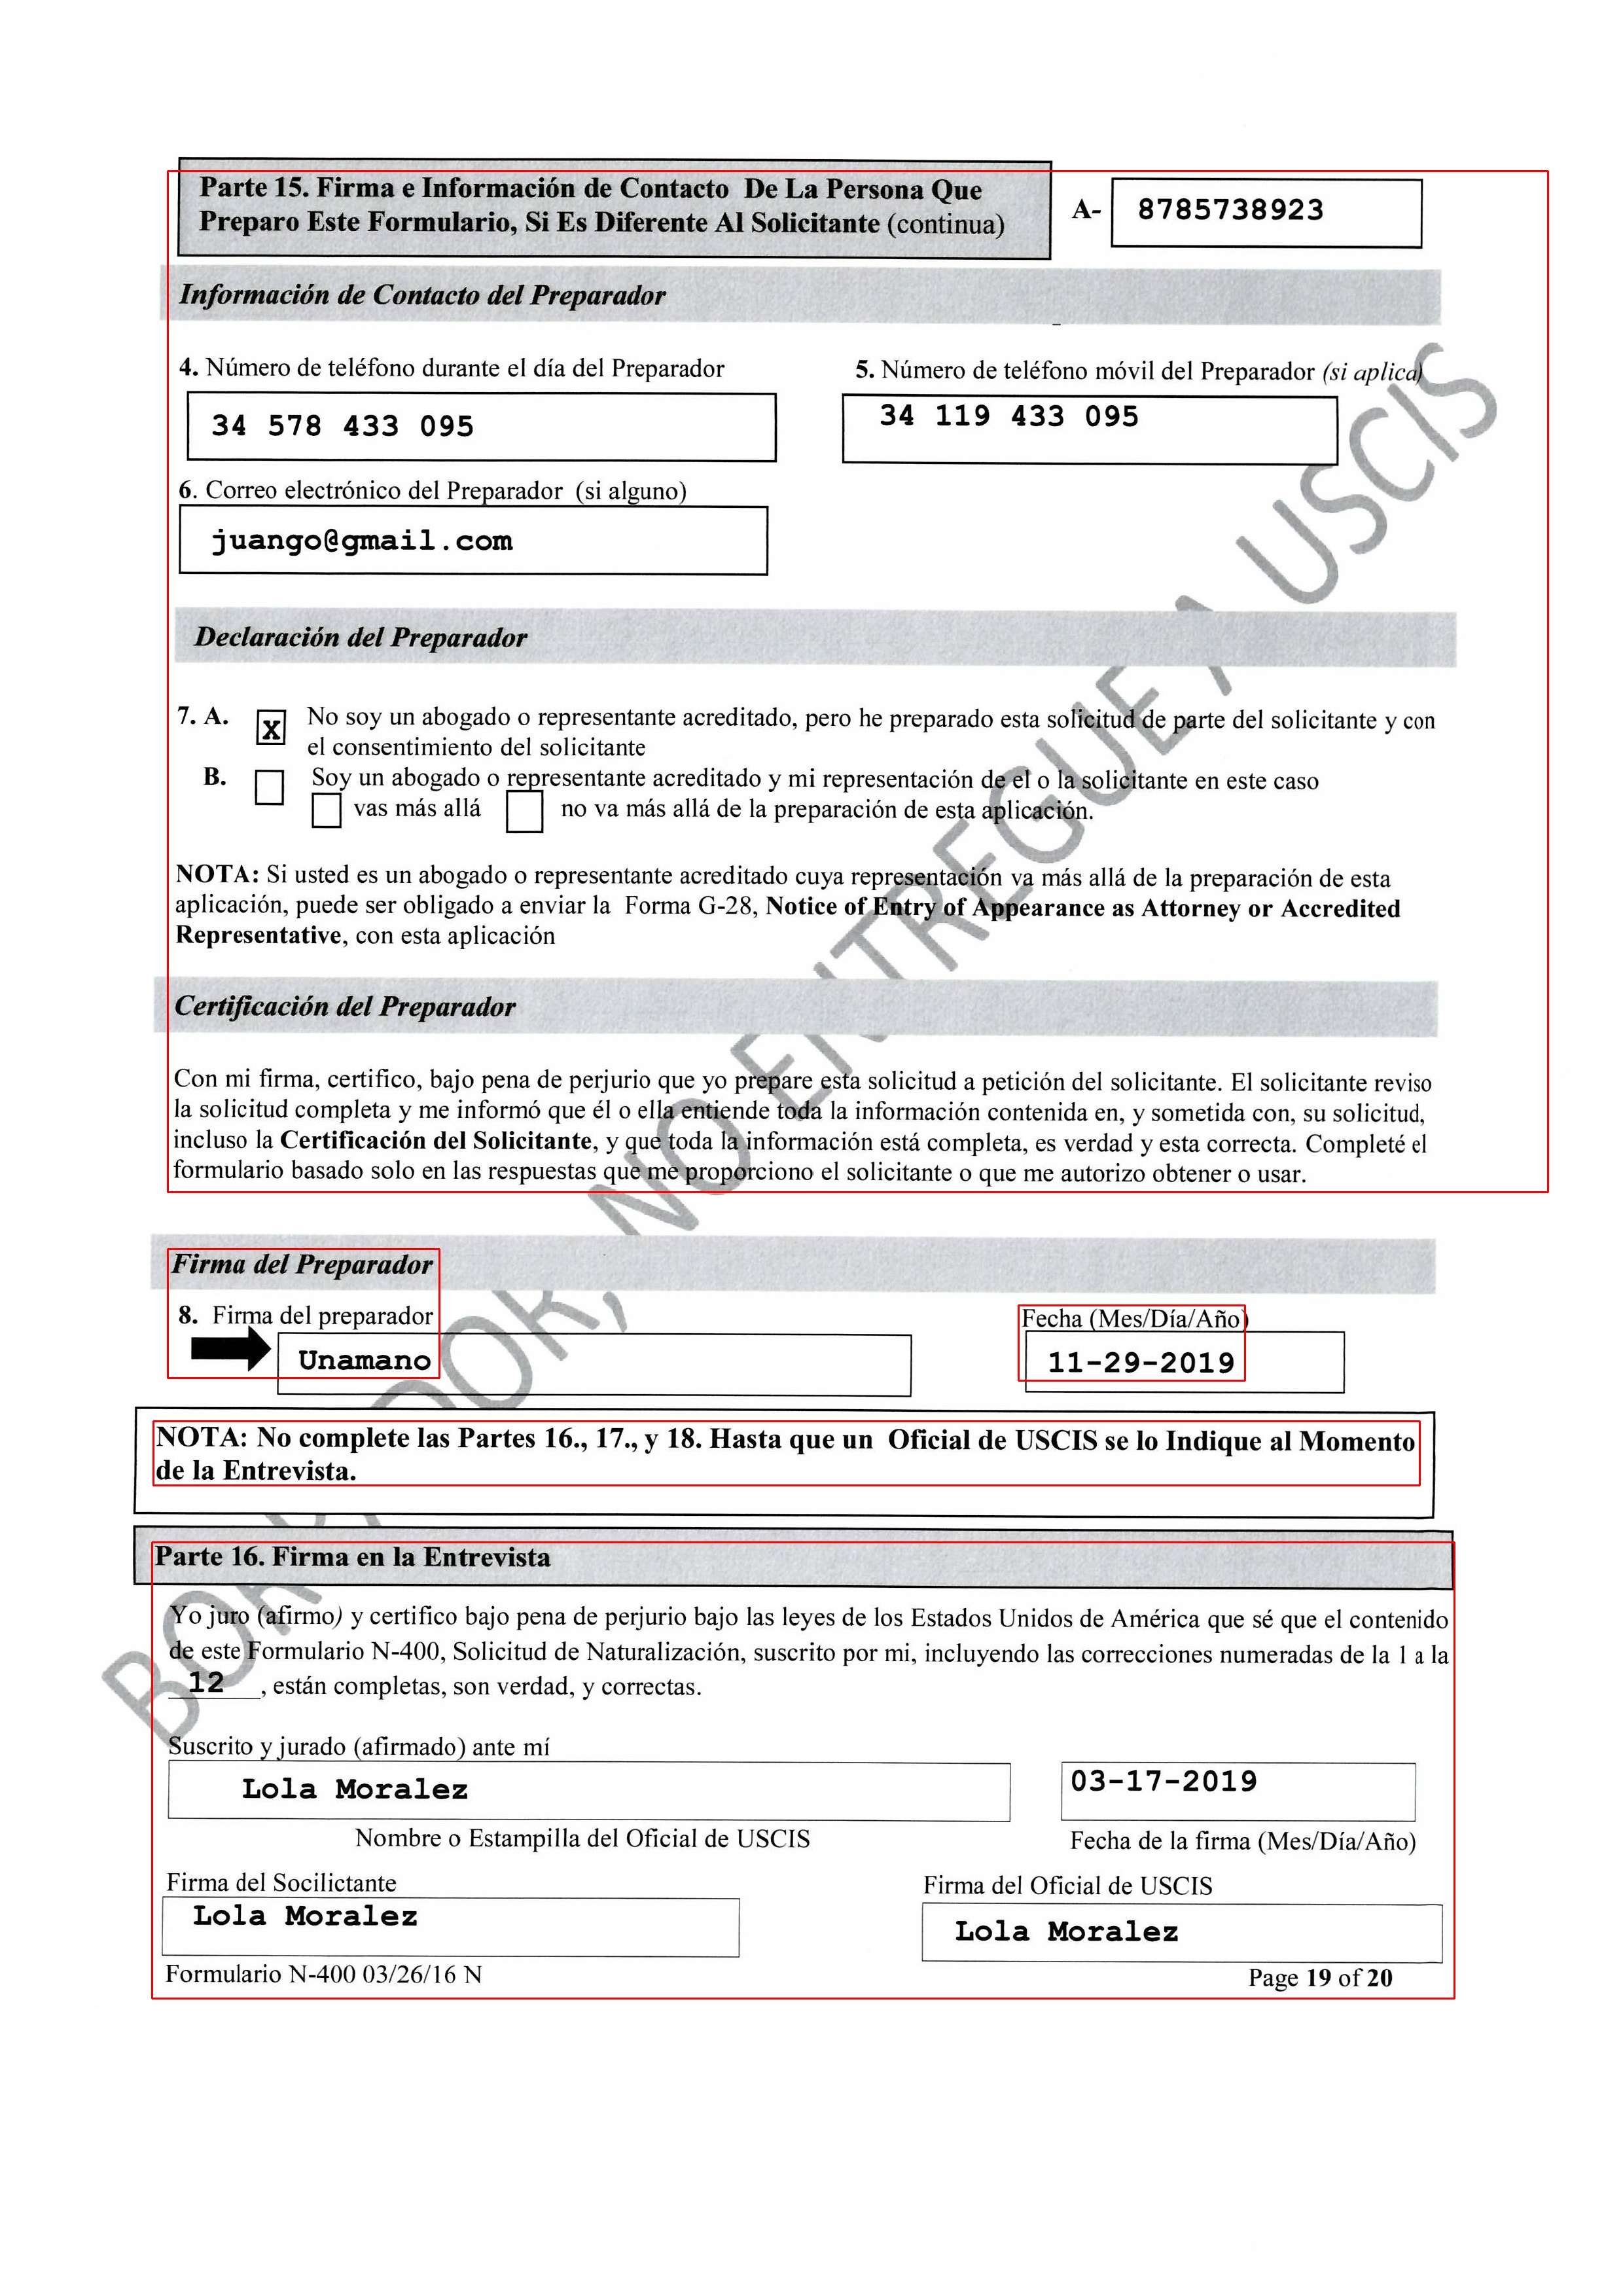 Parte 15. Firma e Información de Contacto De La Persona Que
Preparo Este Formulario, Si Es Diferente Al Solicitante (continua)
A- 8785738923
Información de Contacto del Preparador
4. Número de teléfono durante el día del Preparador
5. Número de teléfono móvil del Preparador (si aplica)
34 578 433 095
34 119 433 095
6. Correo electrónico del Preparador (si alguno)
juango@gmail.com
Declaración del Preparador
7. A. X No soy un abogado o representante acreditado, pero he preparado esta solicitud de parte del solicitante y con
el consentimiento del solicitante
B. Soy un abogado o representante acreditado y mi representación de el o la solicitante en este caso
vas más allá no va más allá de la preparación de esta aplicación.
NOTA: Si usted es un abogado o representante acreditado cuya representación va más allá de la preparación de esta
aplicación, puede ser obligado a enviar la Forma G-28, Notice of Entry of Appearance as Attorney or Accredited
Representative, con esta aplicación
Certificación del Preparador
Con mi firma, certifico, bajo pena de perjurio que yo prepare esta solicitud a petición del solicitante. El solicitante reviso
la solicitud completa y me informó que él o ella entiende toda la información contenida en, y sometida con, su solicitud,
incluso la Certificación del Solicitante, y que toda la información está completa, es verdad y esta correcta. Completé el
formulario basado solo en las respuestas que me proporciono el solicitante o que me autorizo obtener o usar.
Firma del Preparador
8. Firma del preparador
Fecha (Mes/Día/Año)
Unamano
11-29-2019
NOTA: No complete las Partes 16., 17., y 18. Hasta que un Oficial de USCIS se lo Indique al Momento
de la Entrevista.
Parte 16. Firma en la Entrevista
Yo juro (afirmo) y certifico bajo pena de perjurio bajo las leyes de los Estados Unidos de América que sé que el contenido
de este Formulario N-400, Solicitud de Naturalización, suscrito por mi, incluyendo las correcciones numeradas de la 1 a la
12, están completas, son verdad, y correctas.
Suscrito y jurado (afirmado) ante mí
Lola Moralez
03-17-2019
Nombre o Estampilla del Oficial de USCIS
Fecha de la firma (Mes/Día/Año)
Firma del Socilictante
Firma del Oficial de USCIS
Lola Moralez
Lola Moralez
Formulario N-400 03/26/16 N
Page 19 of 20
BORRADOR, NO ENTREGUE A USCIS